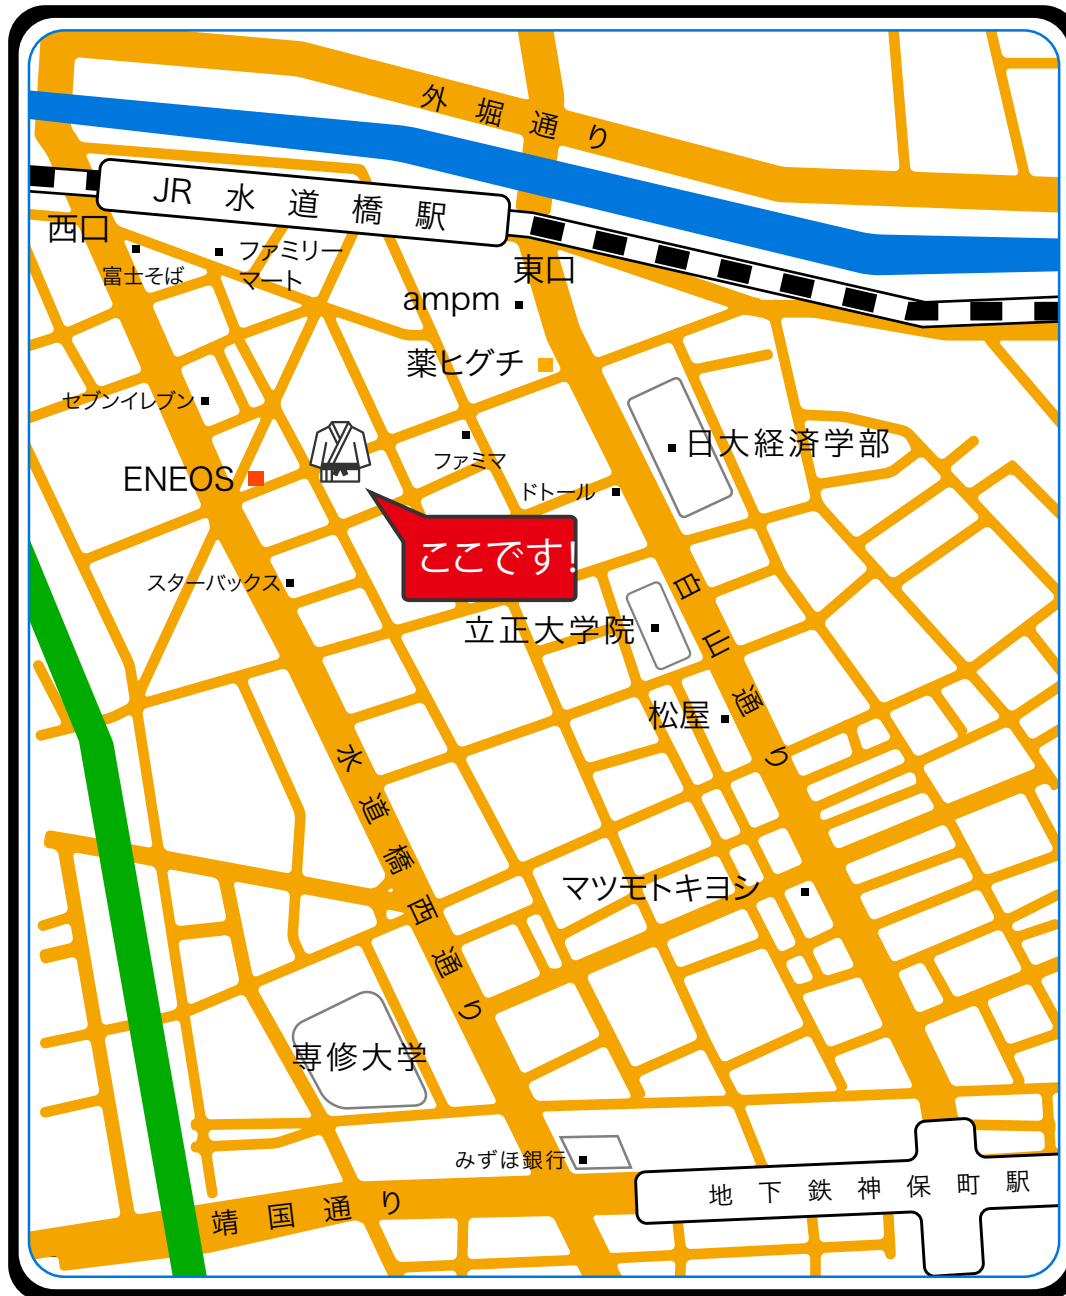 外堀通り
JR 水道橋駅
西口
富士そば
ファミリー
マート
東口
ampm
薬ヒグチ
セブンイレブン
ENEOS
ファミマ
日大経済学部
ドトール
ここです!
スターバックス
立正大学院
白山通り
松屋
水道橋西通り
マツモトキヨシ
専修大学
みずほ銀行
地下鉄神保町駅
靖国通り